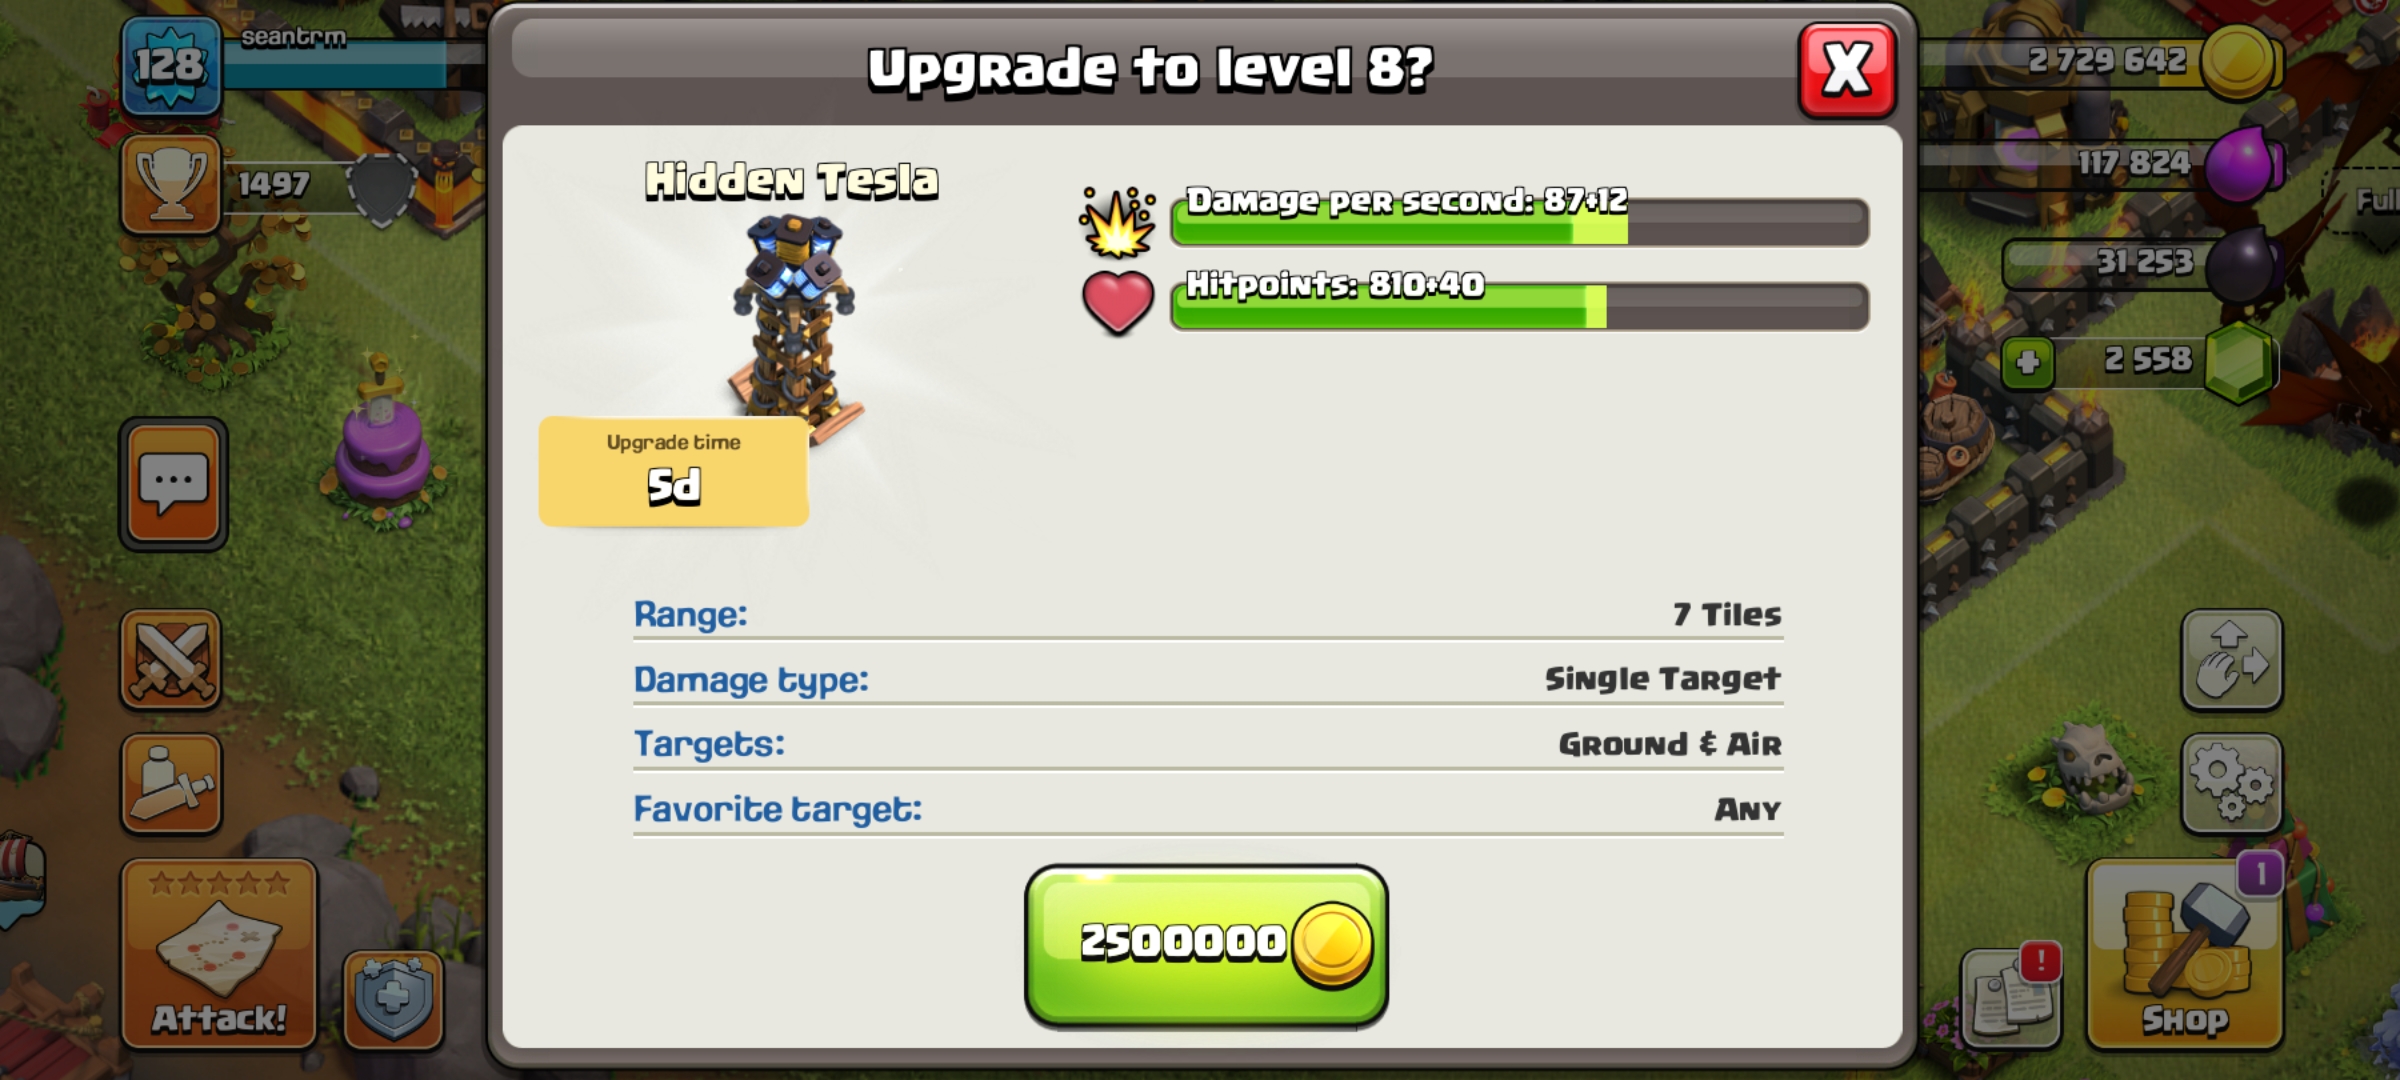 128
seantrm
1497
Upgrade to level 8?
X
2 729 642
117 824
Full
31 253
2 558
Hidden Tesla
Damage per second: 87+12
Hitpoints: 810+40
Upgrade time
5d
Range: 7 Tiles
Damage type: Single Target
Targets: Ground & Air
Favorite target: Any
2500000
Attack!
1
!
Shop